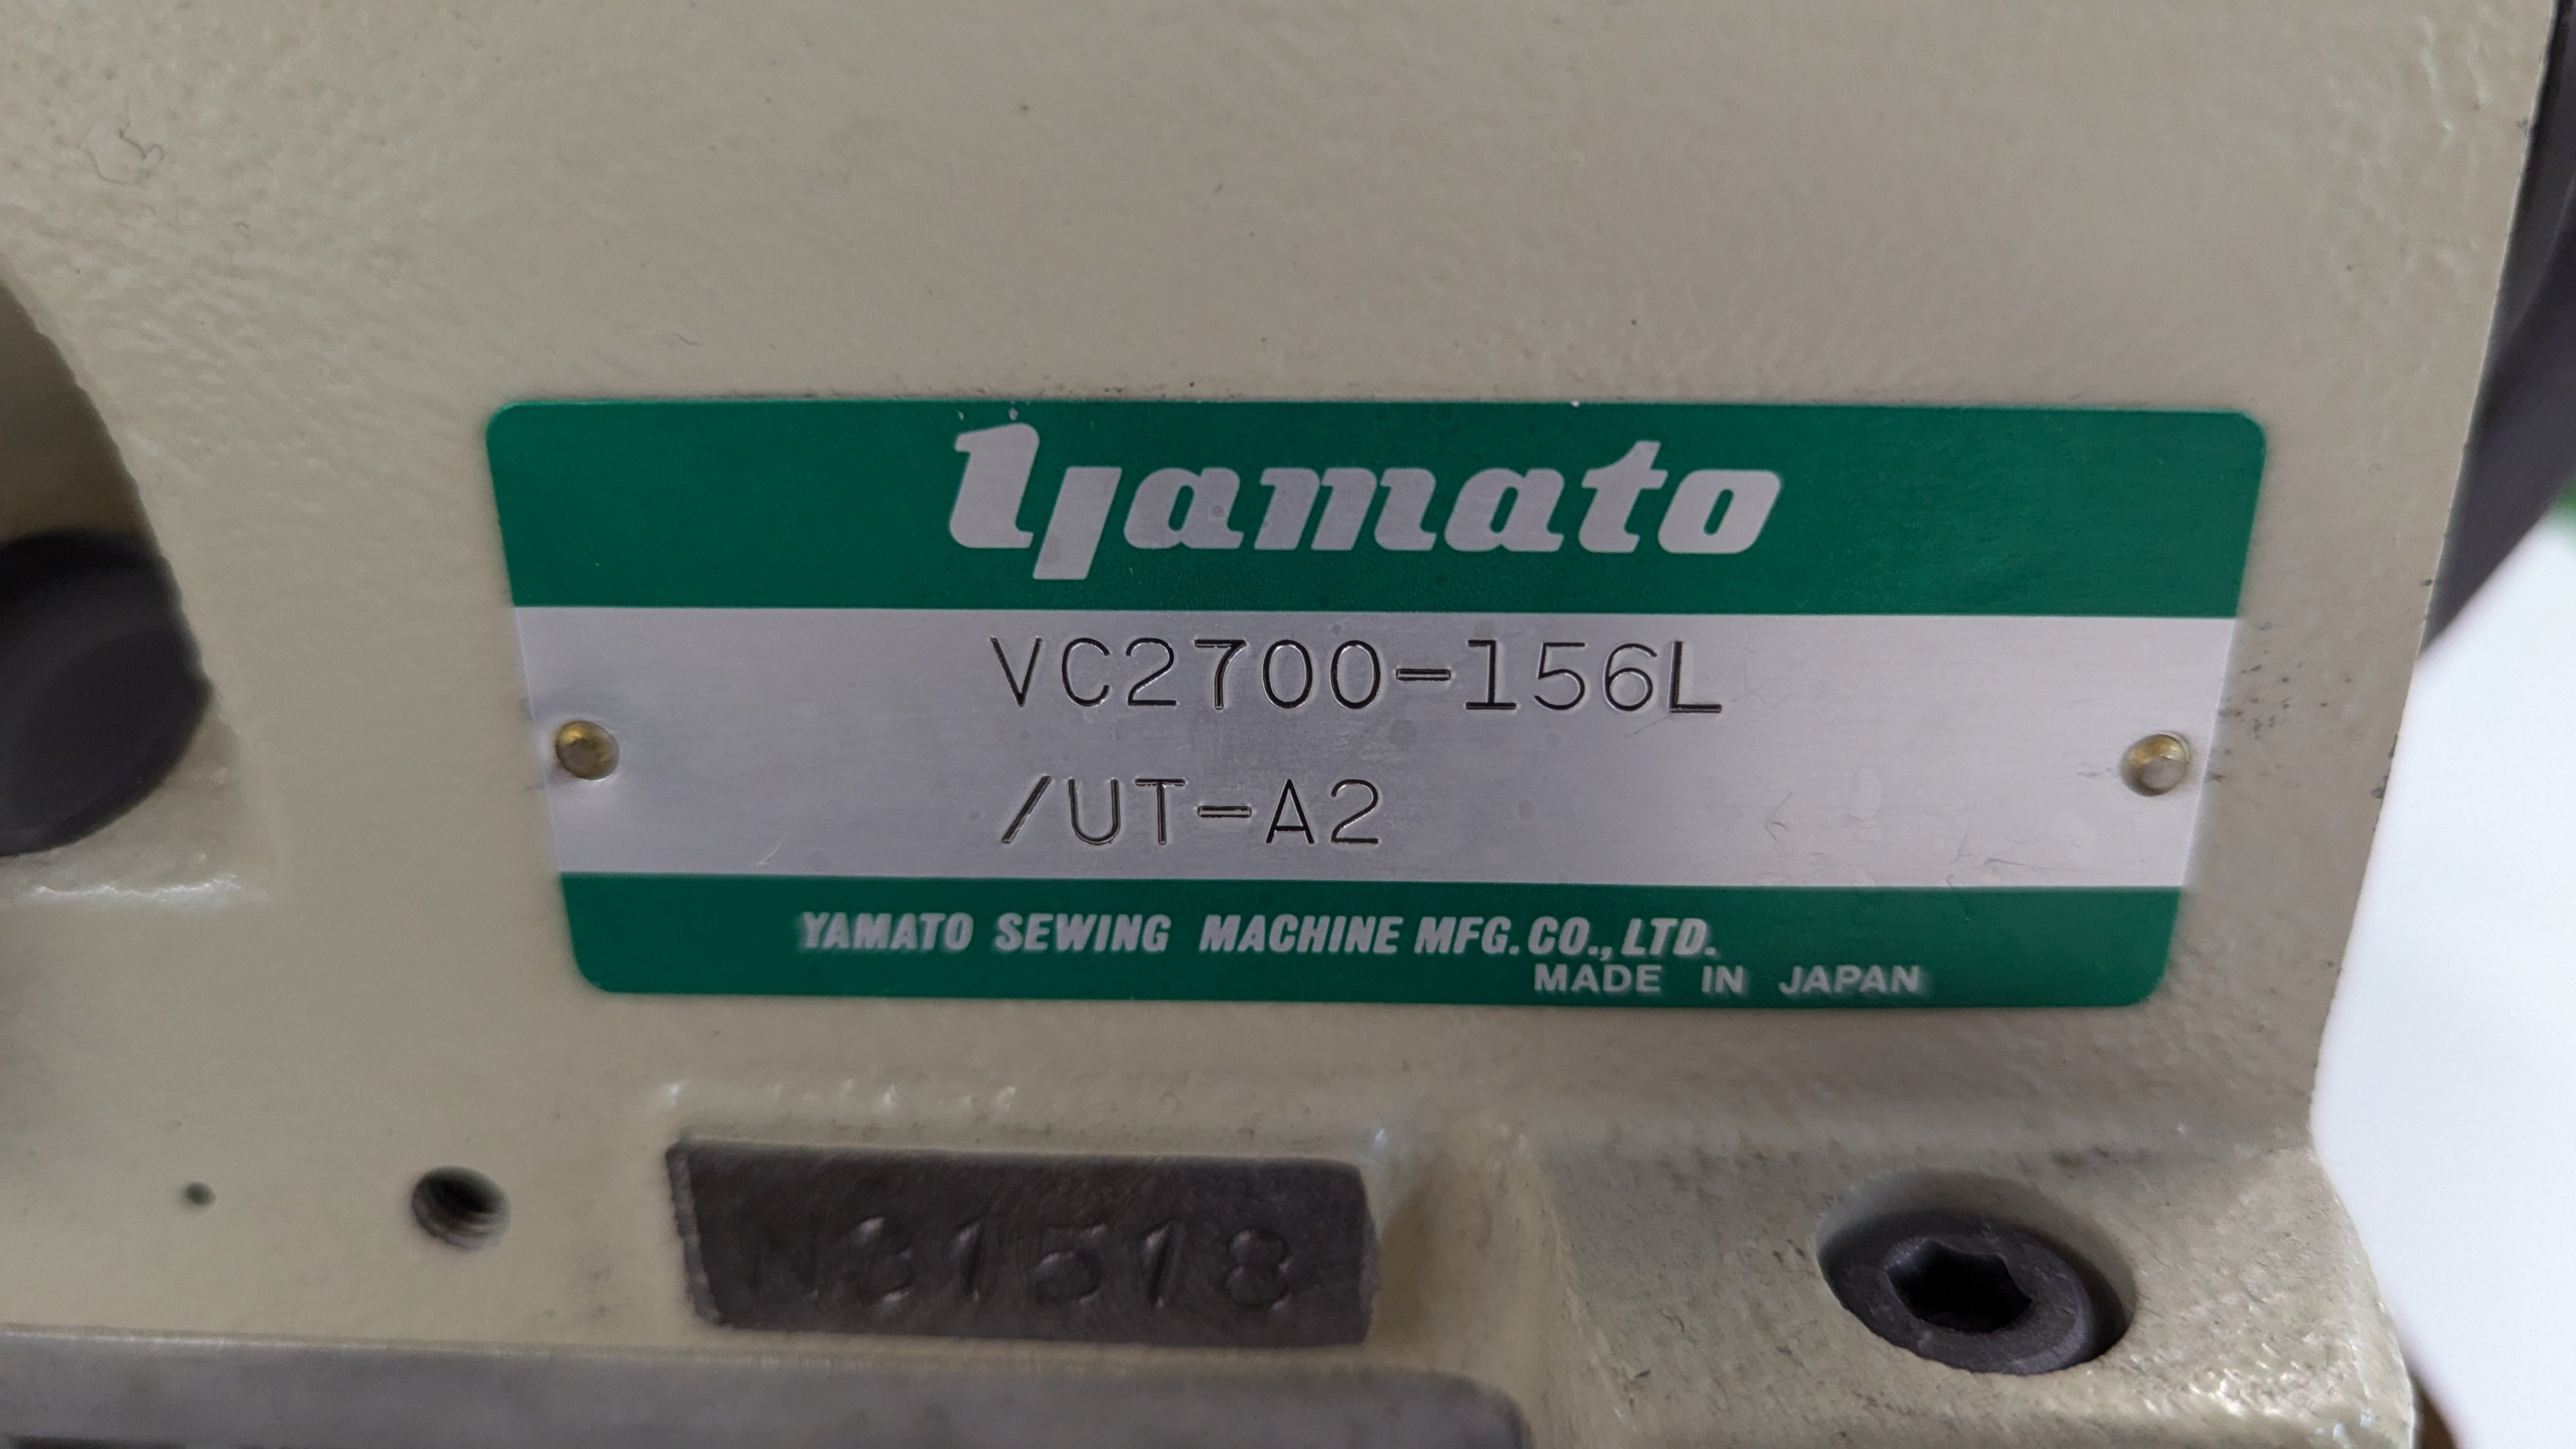 yamato
VC2700-156L
/UT-A2
YAMATO SEWING MACHINE MFG. CO., LTD.
MADE IN JAPAN
N31518